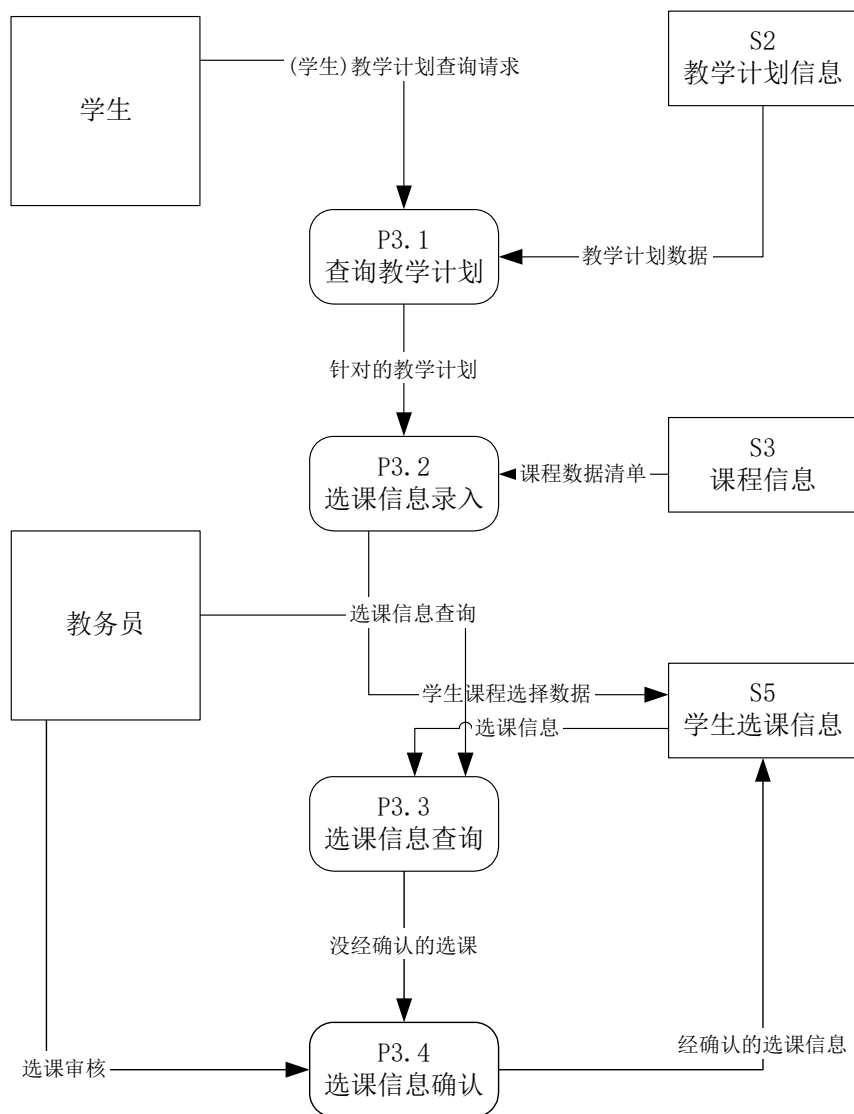 学生
(学生)教学计划查询请求
S2
教学计划信息
P3.1
查询教学计划
教学计划数据
针对的教学计划
P3.2
选课信息录入
课程数据清单
S3
课程信息
教务员
选课信息查询
学生课程选择数据
S5
学生选课信息
选课信息
P3.3
选课信息查询
没经确认的选课
选课审核
P3.4
选课信息确认
经确认的选课信息